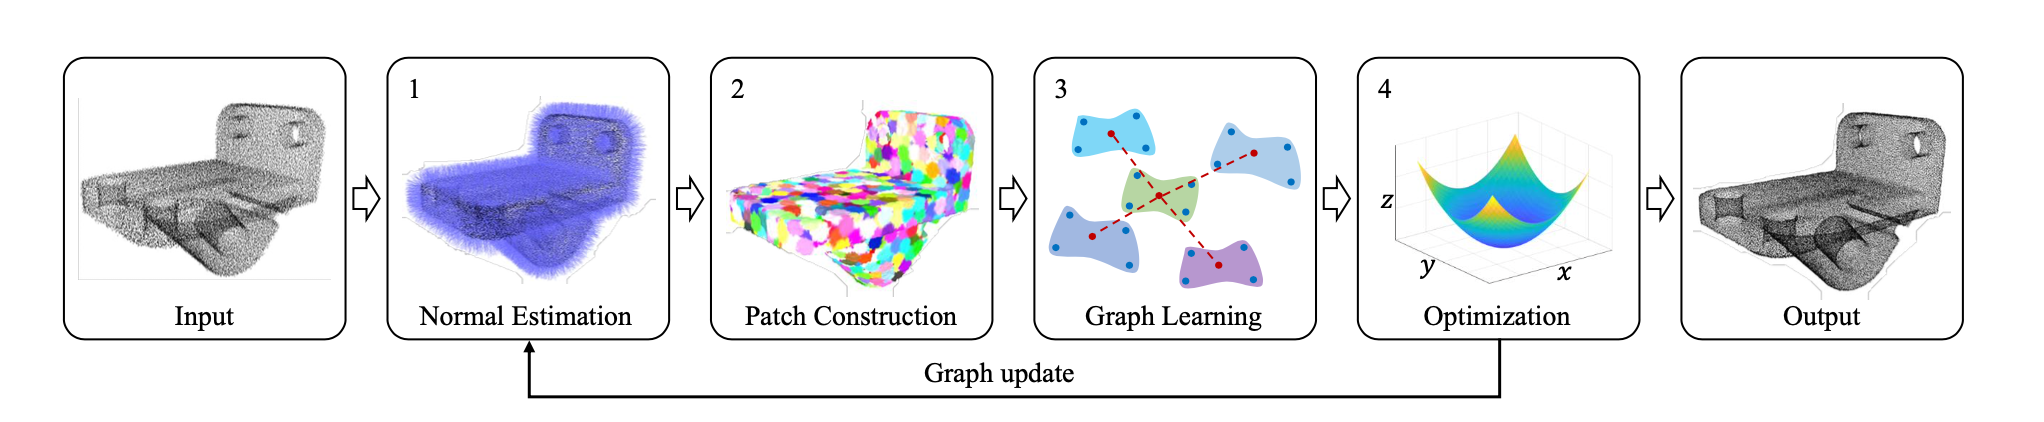 1
2
3
4
z
y
x
Input
Normal Estimation
Patch Construction
Graph Learning
Optimization
Output
Graph update